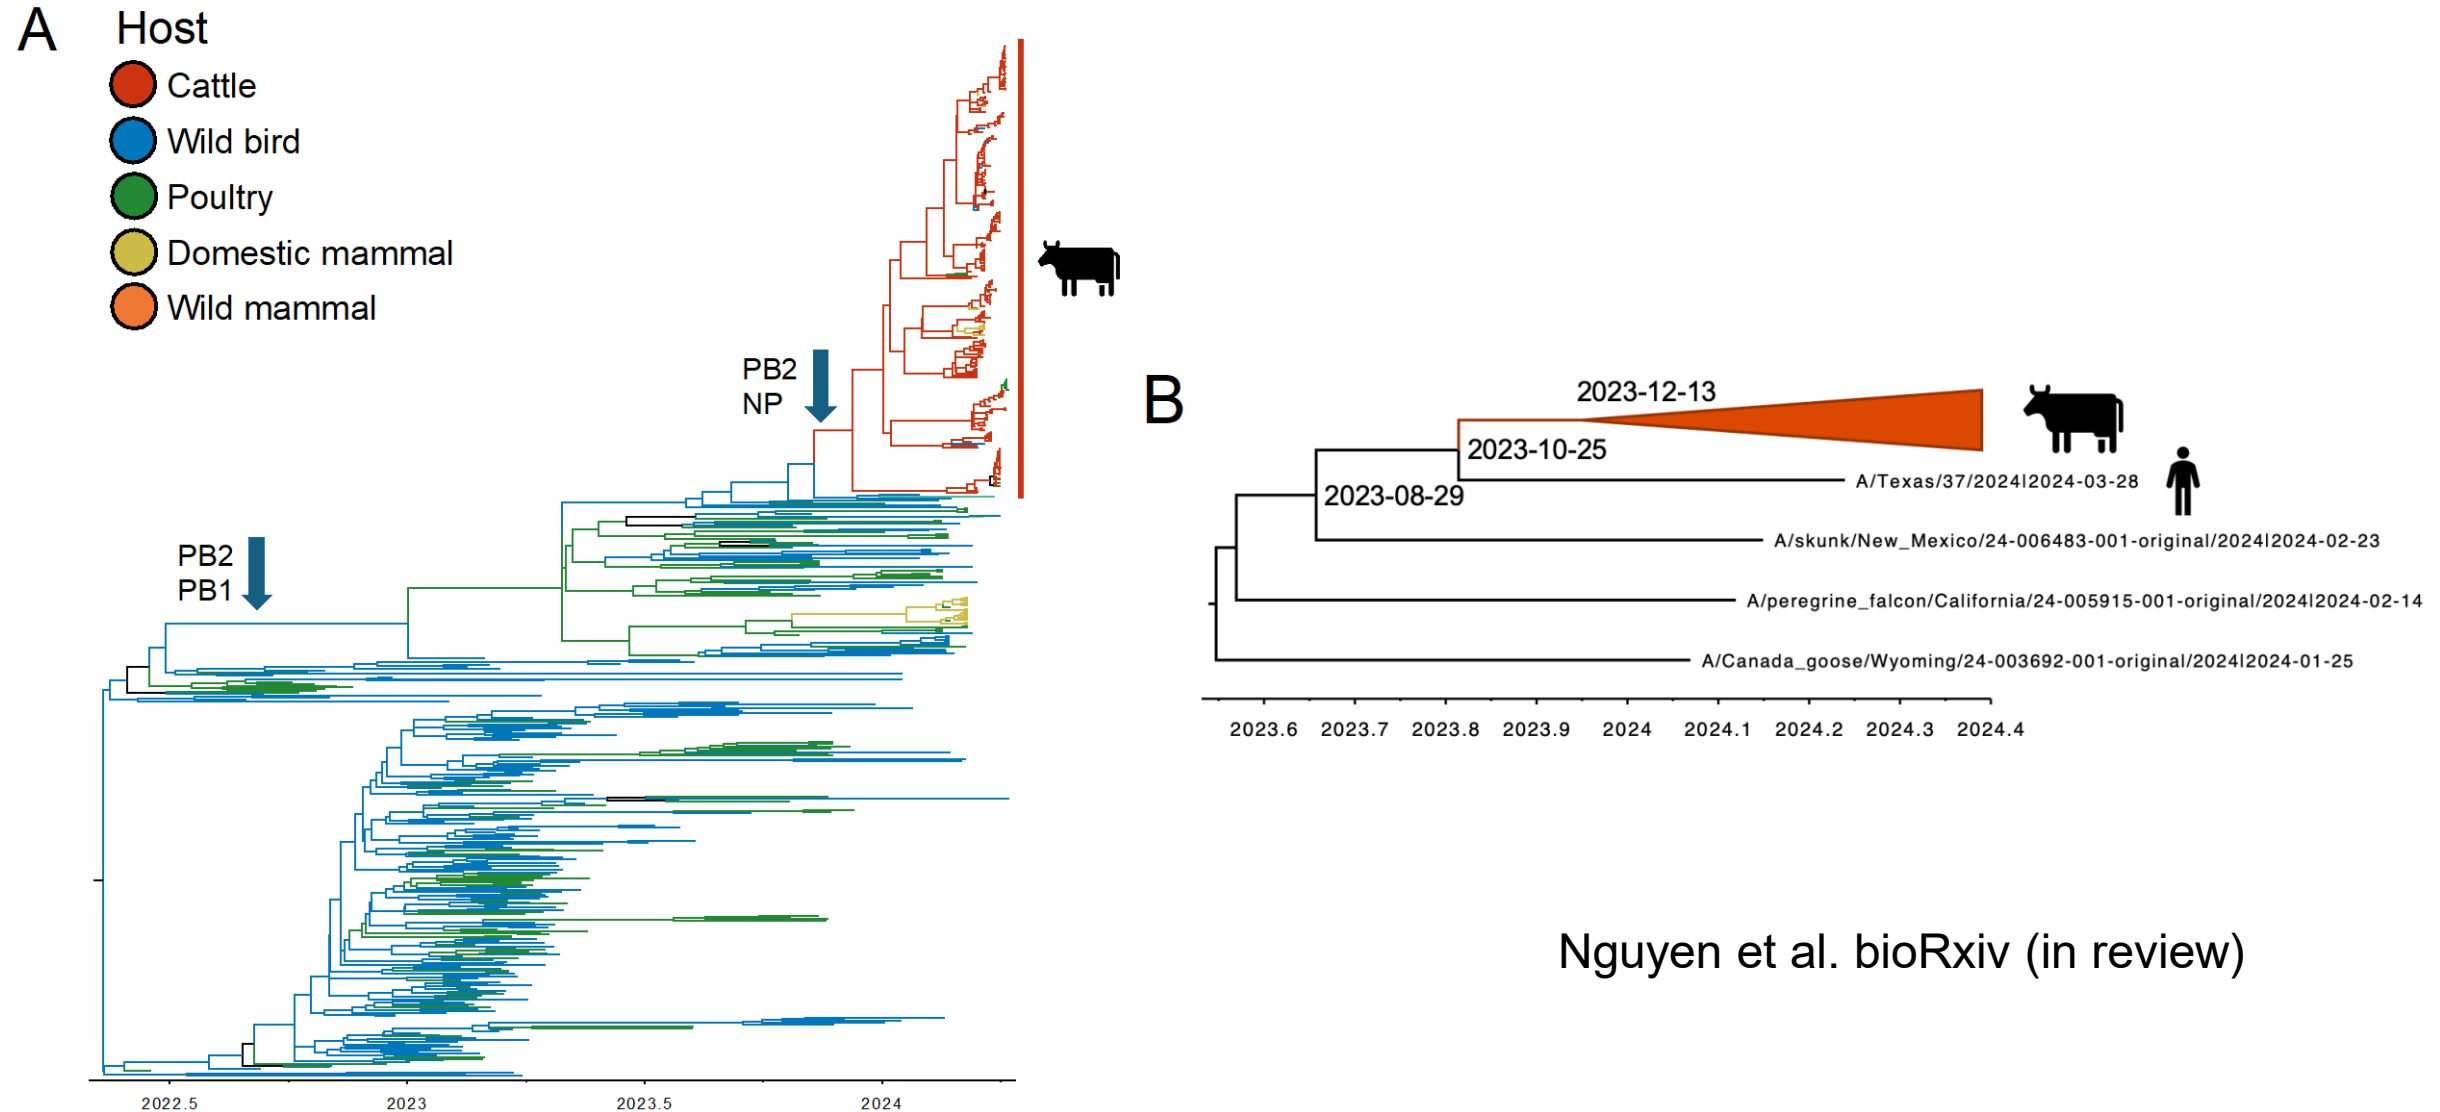 A
Host
Cattle
Wild bird
Poultry
Domestic mammal
Wild mammal
PB2
NP
PB2
PB1
2022.5
2023
2023.5
2024
B
2023-12-13
2023-10-25
2023-08-29
A/Texas/37/2024|2024-03-28
A/skunk/New_Mexico/24-006483-001-original/2024|2024-02-23
A/peregrine_falcon/California/24-005915-001-original/2024|2024-02-14
A/Canada_goose/Wyoming/24-003692-001-original/2024|2024-01-25
2023.6
2023.7
2023.8
2023.9
2024
2024.1
2024.2
2024.3
2024.4
Nguyen et al. bioRxiv (in review)